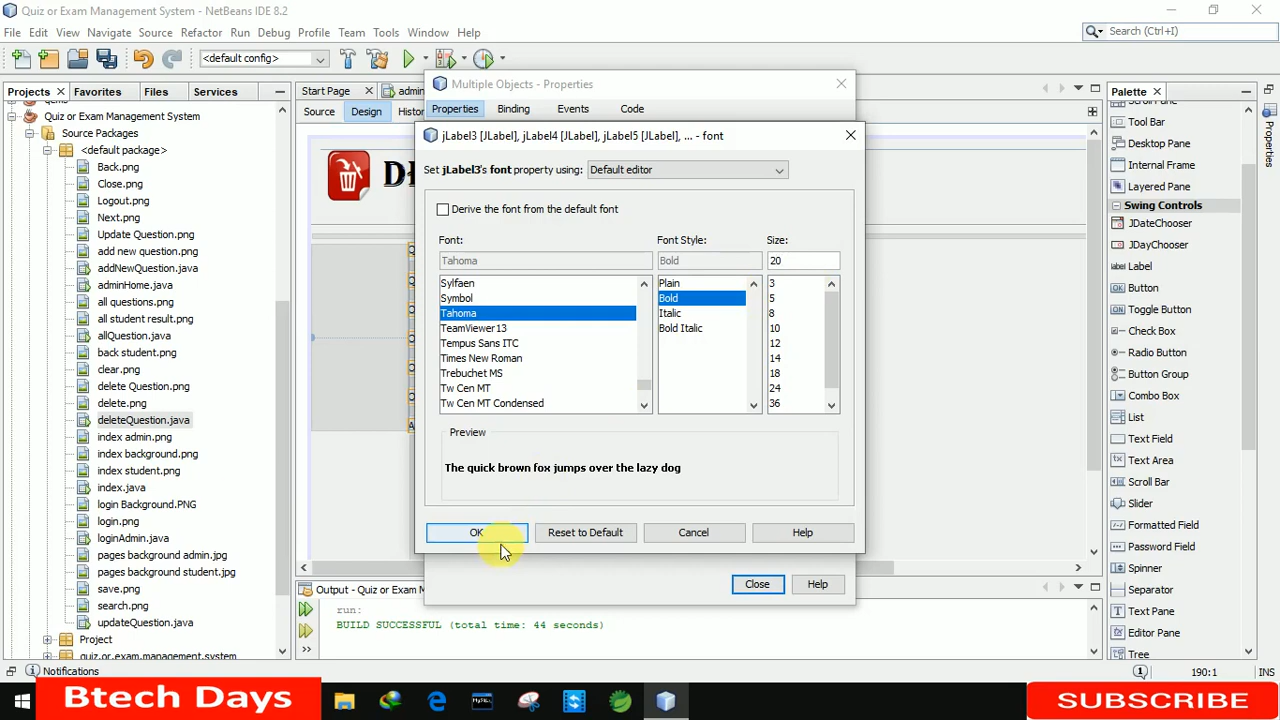 Quiz or Exam Management System - NetBeans IDE 8.2
File Edit View Navigate Source Refactor Run Debug Profile Team Tools Window Help
Search (Ctrl+I)
<default config>
Projects Favorites Files Services
Start Page
Source Design
Quiz or Exam Management System
Source Packages
<default package>
Back.png
Close.png
Logout.png
Next.png
Update Question.png
add new question.png
addNewQuestion.java
adminHome.java
all questions.png
all student result.png
allQuestion.java
back student.png
clear.png
delete Question.png
delete.png
deleteQuestion.java
index admin.png
index background.png
index student.png
index.java
login Background.PNG
login.png
loginAdmin.java
pages background admin.jpg
pages background student.jpg
save.png
search.png
updateQuestion.java
Project
quiz.or.exam.management.system
Multiple Objects - Properties
Properties Binding Events Code
jLabel3 [JLabel], jLabel4 [JLabel], jLabel5 [JLabel], ... - font
Set jLabel3's font property using: Default editor
Derive the font from the default font
Font: Font Style: Size:
Tahoma Bold 20
Sylfaen
Symbol
Tahoma
TeamViewer13
Tempus Sans ITC
Times New Roman
Trebuchet MS
Tw Cen MT
Tw Cen MT Condensed
Plain
Bold
Italic
Bold Italic
3
5
8
10
12
14
18
24
36
Preview
The quick brown fox jumps over the lazy dog
OK Reset to Default Cancel Help
Close Help
Output - Quiz or Exam M
run:
BUILD SUCCESSFUL (total time: 44 seconds)
Palette
Tool Bar
Desktop Pane
Internal Frame
Layered Pane
Swing Controls
JDateChooser
JDayChooser
Label
Button
Toggle Button
Check Box
Radio Button
Button Group
Combo Box
List
Text Field
Text Area
Scroll Bar
Slider
Formatted Field
Password Field
Spinner
Separator
Text Pane
Editor Pane
Tree
Properties
Notifications
190:1 INS
Btech Days
SUBSCRIBE